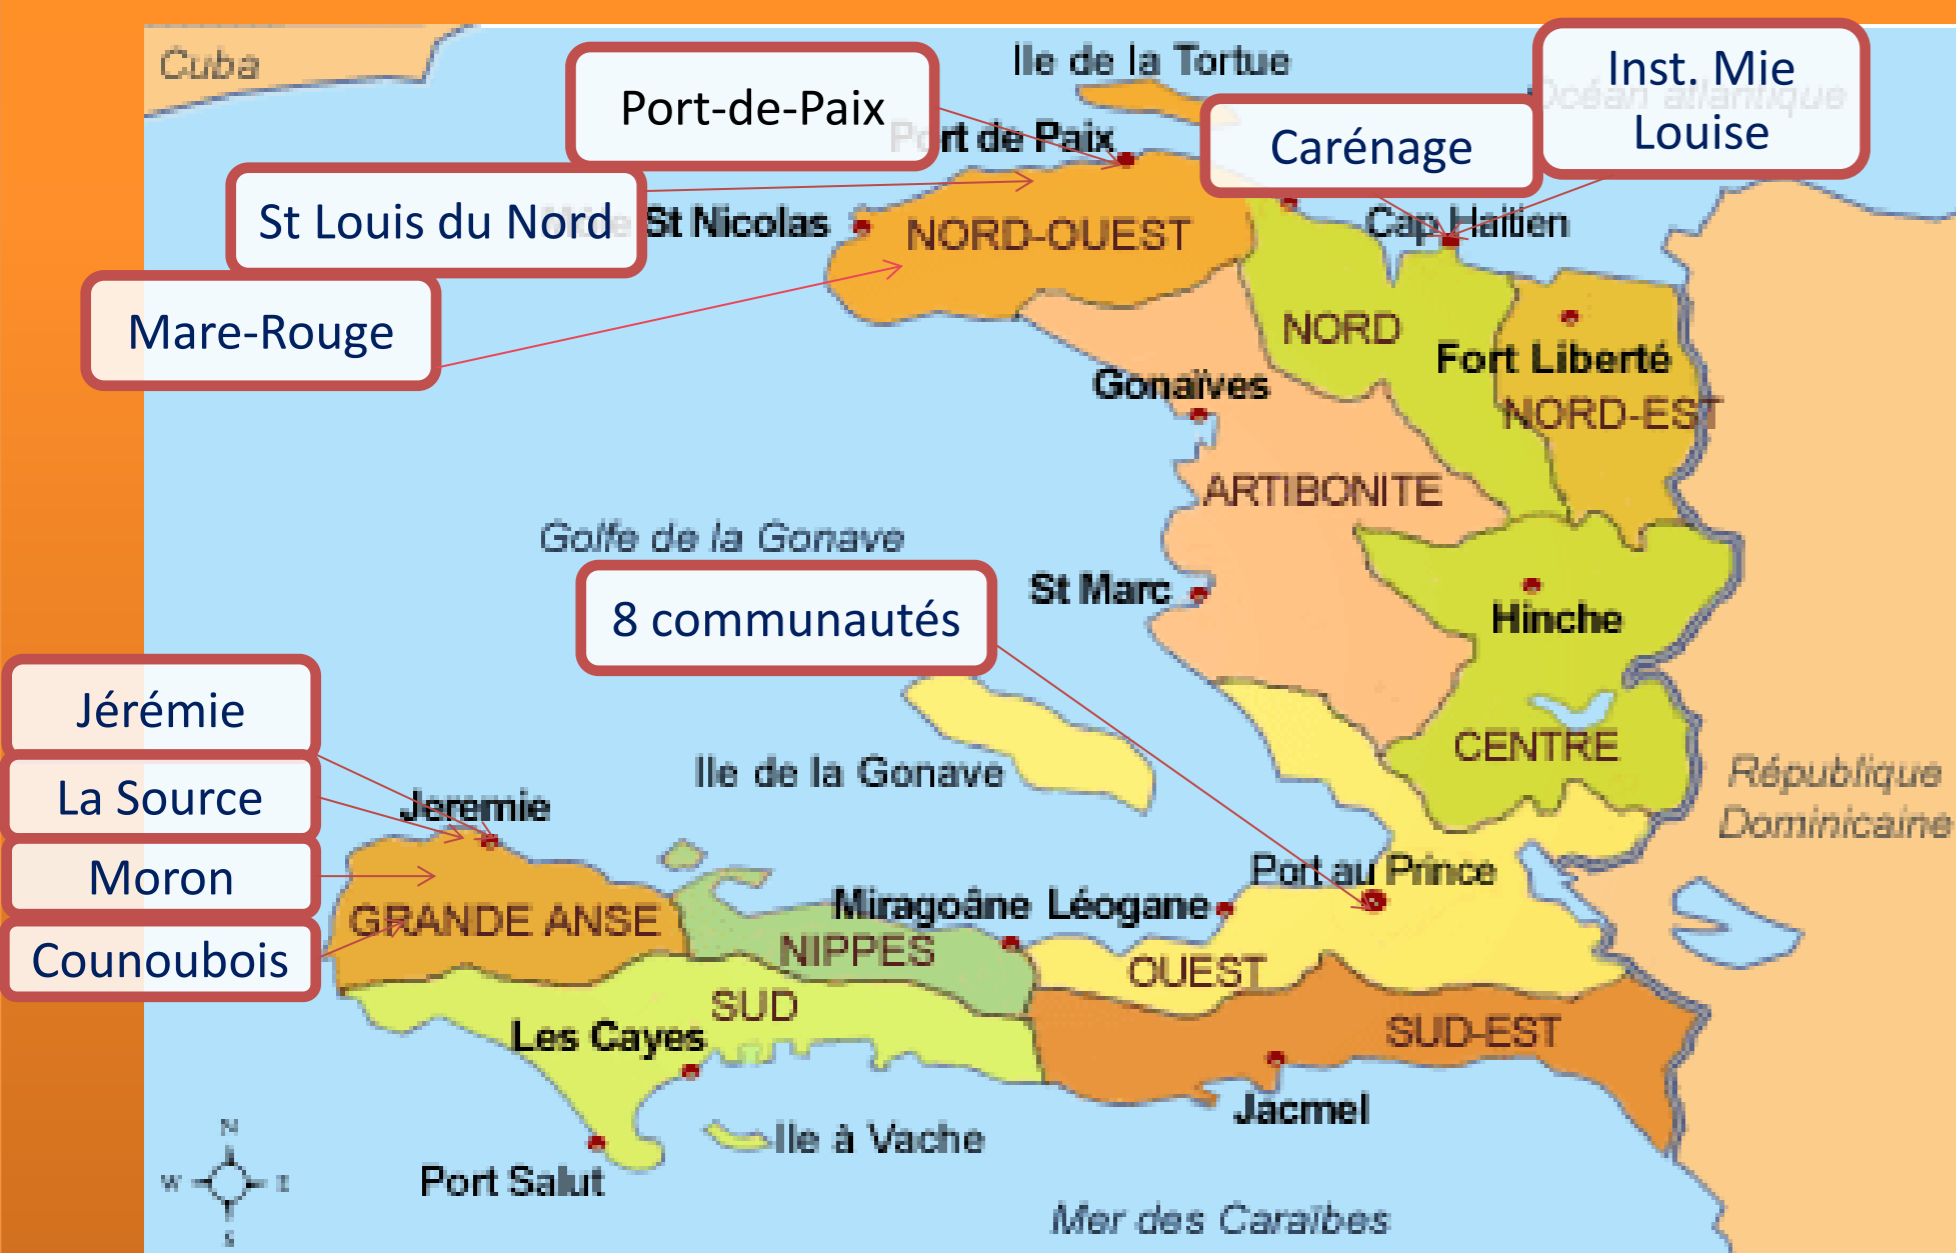 Cuba
Ile de la Tortue
Inst. Mie
Louise
Océan atlantique
Port-de-Paix
Port de Paix
Carénage
St Louis du Nord
St Nicolas
NORD-OUEST
Cap Haïtien
Mare-Rouge
NORD
Fort Liberté
Gonaïves
NORD-EST
ARTIBONITE
Golfe de la Gonave
St Marc
8 communautés
Hinche
Jérémie
CENTRE
Ile de la Gonave
République
Dominicaine
La Source
Jeremie
Moron
Port au Prince
GRANDE ANSE
Miragoâne
Léogane
NIPPES
Counoubois
OUEST
SUD
Les Cayes
SUD-EST
Jacmel
N
W
E
S
Ile à Vache
Port Salut
Mer des Caraïbes